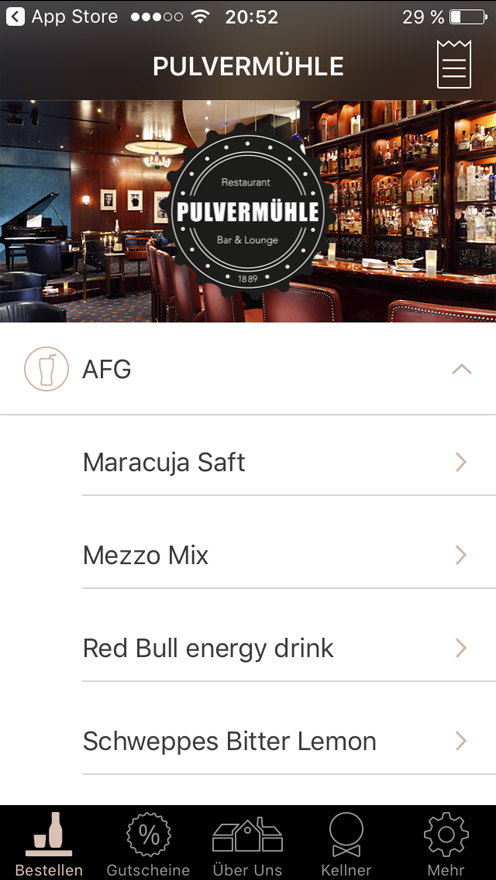 App Store 20:52 29 %
PULVERMÜHLE
Restaurant
PULVERMÜHLE
Bar & Lounge
1889
AFG
Maracuja Saft
Mezzo Mix
Red Bull energy drink
Schweppes Bitter Lemon
%
Bestellen Gutscheine Über Uns Kellner Mehr